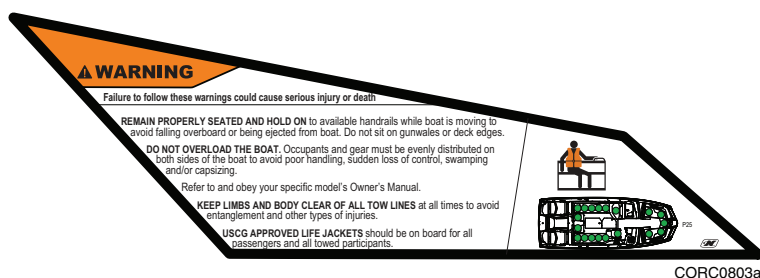 WARNING
Failure to follow these warnings could cause serious injury or death
REMAIN PROPERLY SEATED AND HOLD ON to available handrails while boat is moving to
avoid falling overboard or being ejected from boat. Do not sit on gunwales or deck edges.
DO NOT OVERLOAD THE BOAT. Occupants and gear must be evenly distributed on
both sides of the boat to avoid poor handling, sudden loss of control, swamping
and/or capsizing.
Refer to and obey your specific model's Owner's Manual.
KEEP LIMBS AND BODY CLEAR OF ALL TOW LINES at all times to avoid
entanglement and other types of injuries.
USCG APPROVED LIFE JACKETS should be on board for all
passengers and all towed participants.
P25
CORC0803a